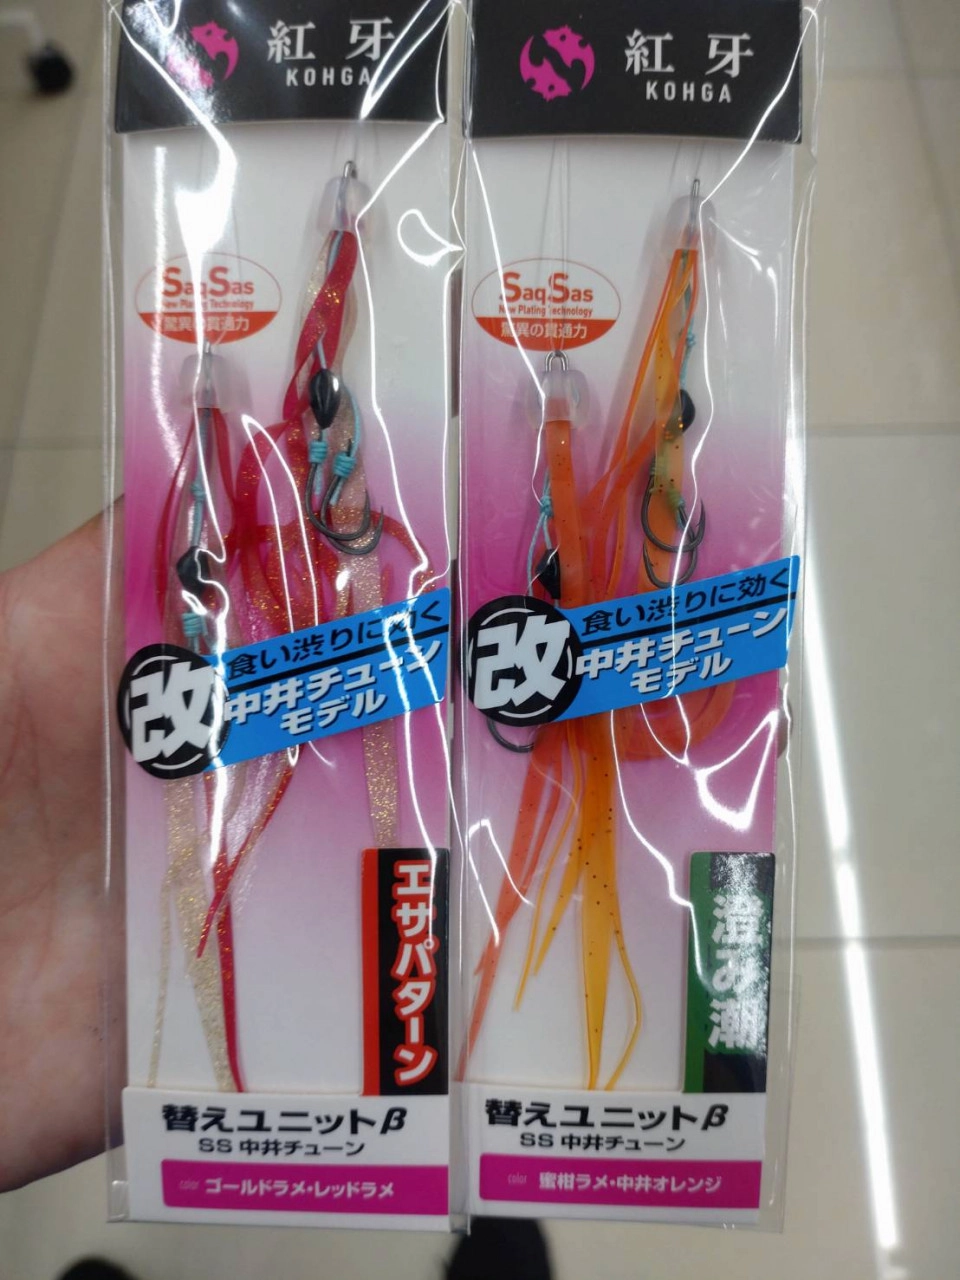 紅牙
KOHGA
SaqSas
New Plating Technology
驚異の貫通力
改
食い渋りに効く
中井チューン
モデル
エサパターン
替えユニットβ
SS 中井チューン
color ゴールドラメ・レッドラメ
紅牙
KOHGA
SaqSas
New Plating Technology
驚異の貫通力
改
食い渋りに効く
中井チューン
モデル
澄み潮
替えユニットβ
SS 中井チューン
color 蜜柑ラメ・中井オレンジ